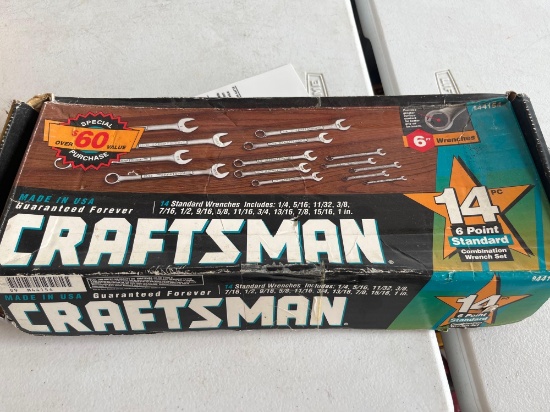 SPECIAL
OVER $60 VALUE
PURCHASE
6 Wrenches
MADE IN USA
Guaranteed Forever
14 Standard Wrenches Includes: 1/4, 5/16, 11/32, 3/8,
7/16, 1/2, 9/16, 5/8, 11/16, 3/4, 13/16, 7/8, 15/16, 1 in.
CRAFTSMAN
14 PC
6 Point
Standard
Combination
Wrench Set
MADE IN USA
Guaranteed Forever
14 Standard Wrenches Includes: 1/4, 5/16, 11/32, 3/8,
7/16, 1/2, 9/16, 5/8, 11/16, 3/4, 13/16, 7/8, 15/16, 1 in.
CRAFTSMAN
14
6 Point
Standard